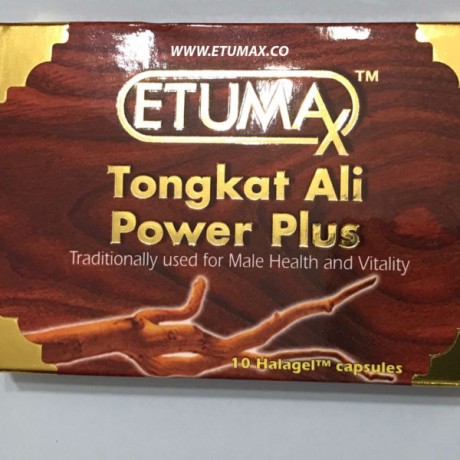 WWW.ETUMAX.CO
ETUMAX™
Tongkat Ali
Power Plus
Traditionally used for Male Health and Vitality
10 Halagel™ capsules